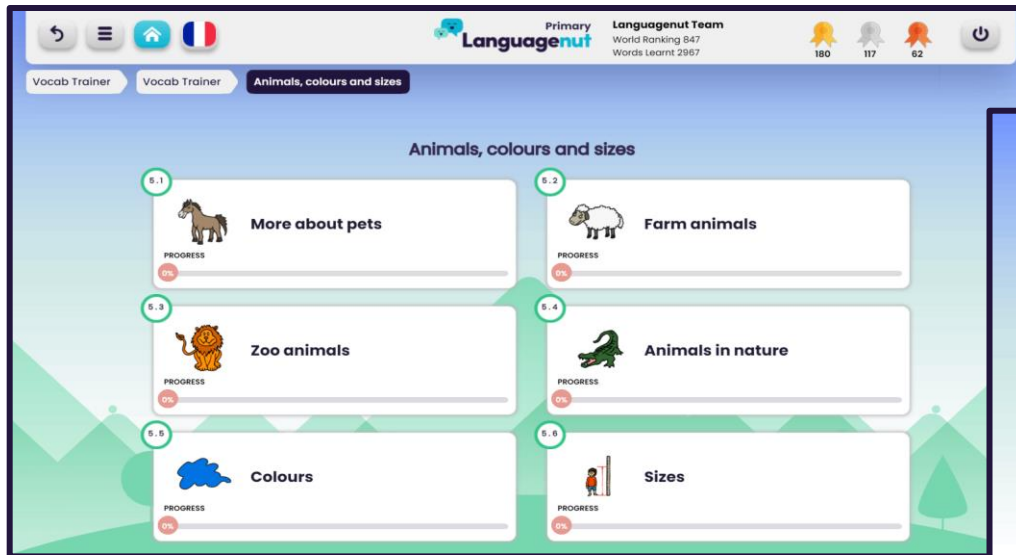 Primary
Languagenut
Languagenut Team
World Ranking 847
Words Learnt 2967
180
117
62
Vocab Trainer
Vocab Trainer
Animals, colours and sizes
Animals, colours and sizes
5.1
More about pets
PROGRESS
0%
5.2
Farm animals
PROGRESS
0%
5.3
Zoo animals
PROGRESS
0%
5.4
Animals in nature
PROGRESS
0%
5.5
Colours
PROGRESS
0%
5.6
Sizes
PROGRESS
0%